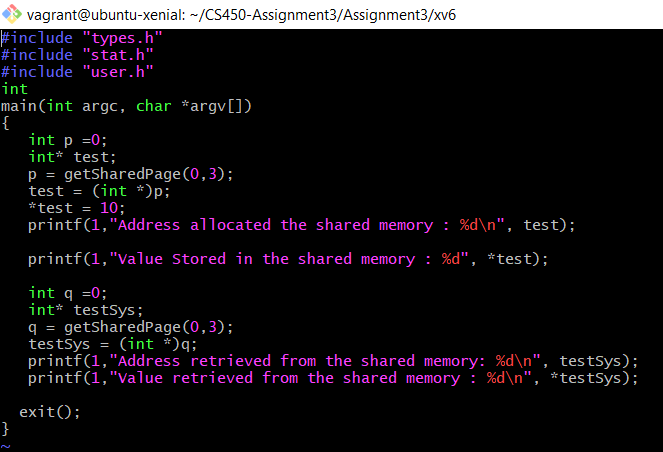 vagrant@ubuntu-xenial: ~/CS450-Assignment3/Assignment3/xv6
#include "types.h"
#include "stat.h"
#include "user.h"
int
main(int argc, char *argv[])
{
   int p =0;
   int* test;
   p = getSharedPage(0,3);
   test = (int *)p;
   *test = 10;
   printf(1,"Address allocated the shared memory : %d\n", test);
   printf(1,"Value Stored in the shared memory : %d", *test);
   int q =0;
   int* testSys;
   q = getSharedPage(0,3);
   testSys = (int *)q;
   printf(1,"Address retrieved from the shared memory: %d\n", testSys);
   printf(1,"Value retrieved from the shared memory : %d\n", *testSys);
  exit();
}
~